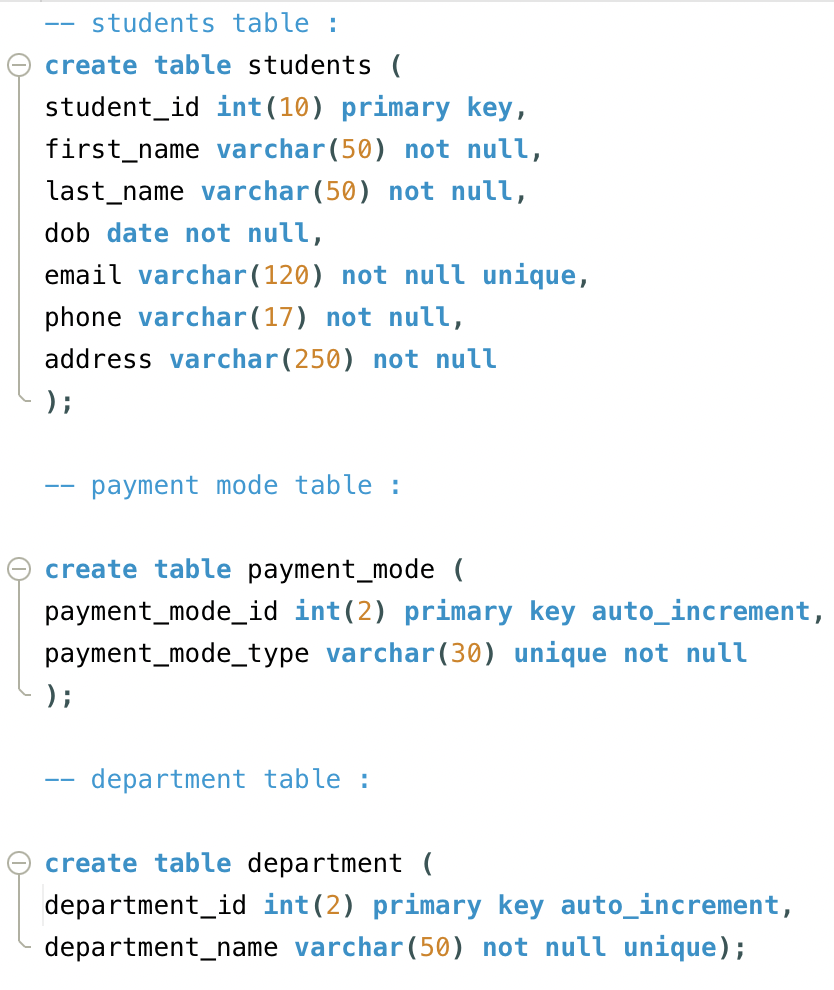 -- students table :
create table students (
student_id int(10) primary key,
first_name varchar(50) not null,
last_name varchar(50) not null,
dob date not null,
email varchar(120) not null unique,
phone varchar(17) not null,
address varchar(250) not null
);
-- payment mode table :
create table payment_mode (
payment_mode_id int(2) primary key auto_increment,
payment_mode_type varchar(30) unique not null
);
-- department table :
create table department (
department_id int(2) primary key auto_increment,
department_name varchar(50) not null unique);